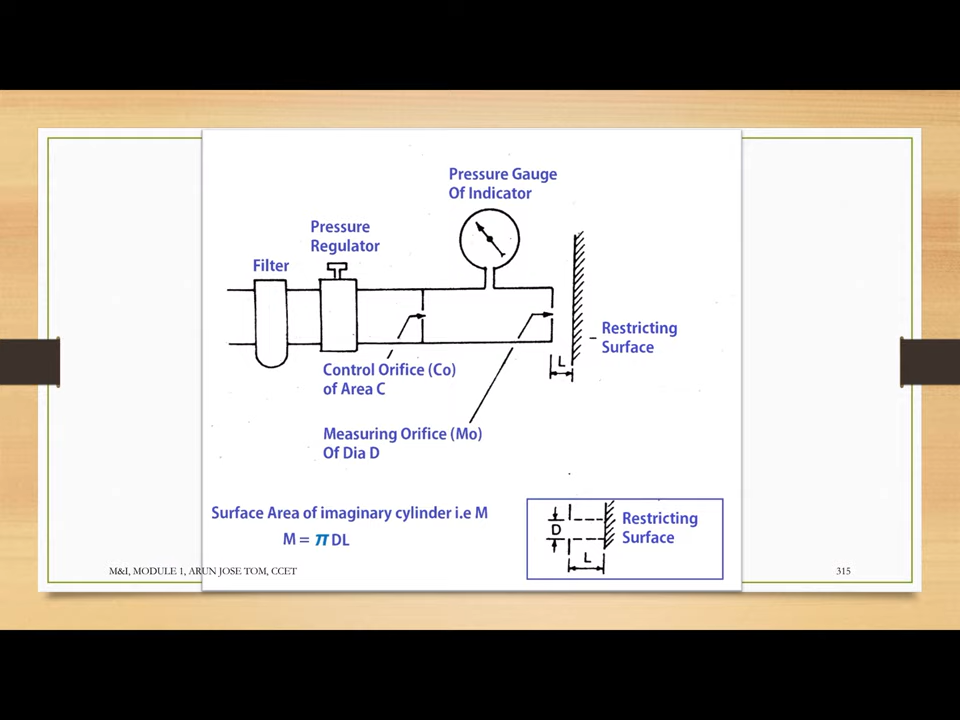 Pressure Gauge
Of Indicator
Pressure
Regulator
Filter
Restricting
Surface
L
Control Orifice (Co)
of Area C
Measuring Orifice (Mo)
Of Dia D
Surface Area of imaginary cylinder i.e M
M = π DL
D
Restricting
Surface
L
M&I, MODULE 1, ARUN JOSE TOM, CCET
315